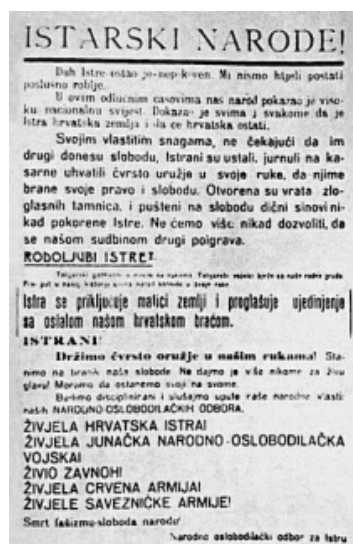 ISTARSKI NARODE!
Duh Istre ostao je nepokoren. Mi nismo htjeli postati
poslušno roblje.
U ovim odlučnim časovima naš narod pokazao je viso-
ku nacionalnu svijest. Dokazao je svima i svakome da je
Istra hrvatska zemlja i da će hrvatska ostati.
Svojim vlastitim snagama, ne čekajući da im
drugi donesu slobodu, Istrani su ustali, jurnuli na ka-
sarne uhvatili čvrsto uružje u svoje ruke, da njime
brane svoje pravo i slobodu. Otvorena su vrata zlo-
glasnih tamnica, i pušteni na slobodu dični sinovi ni-
kad pokorene Istre. Ne ćemo više nikad dozvoliti, da
se našom sudbinom drugi poigrava.
RODOLJUBI ISTRE!
Istra se priključuje matici zemlji i proglašuje ujedinjenje
sa ostalom našom hrvatskom braćom.
ISTRANI!
Držimo čvrsto oružje u našim rukama! Sta-
nimo na branik naše slobode. Ne dajmo je više nikome za živu
glavu! Moramo da ostanemo svoji na svome.
Budimo disciplinirani i slušajmo upute naše narodne vlasti:
naših NARODNO-OSLOBODILAČKIH ODBORA.
ŽIVJELA HRVATSKA ISTRA!
ŽIVJELA JUNAČKA NARODNO-OSLOBODILAČKA
VOJSKA!
ŽIVIO ZAVNOH!
ŽIVJELA CRVENA ARMIJA!
ŽIVJELE SAVEZNIČKE ARMIJE!
Smrt fašizmu-sloboda narodu!
Narodno oslobodilački odbor za Istru